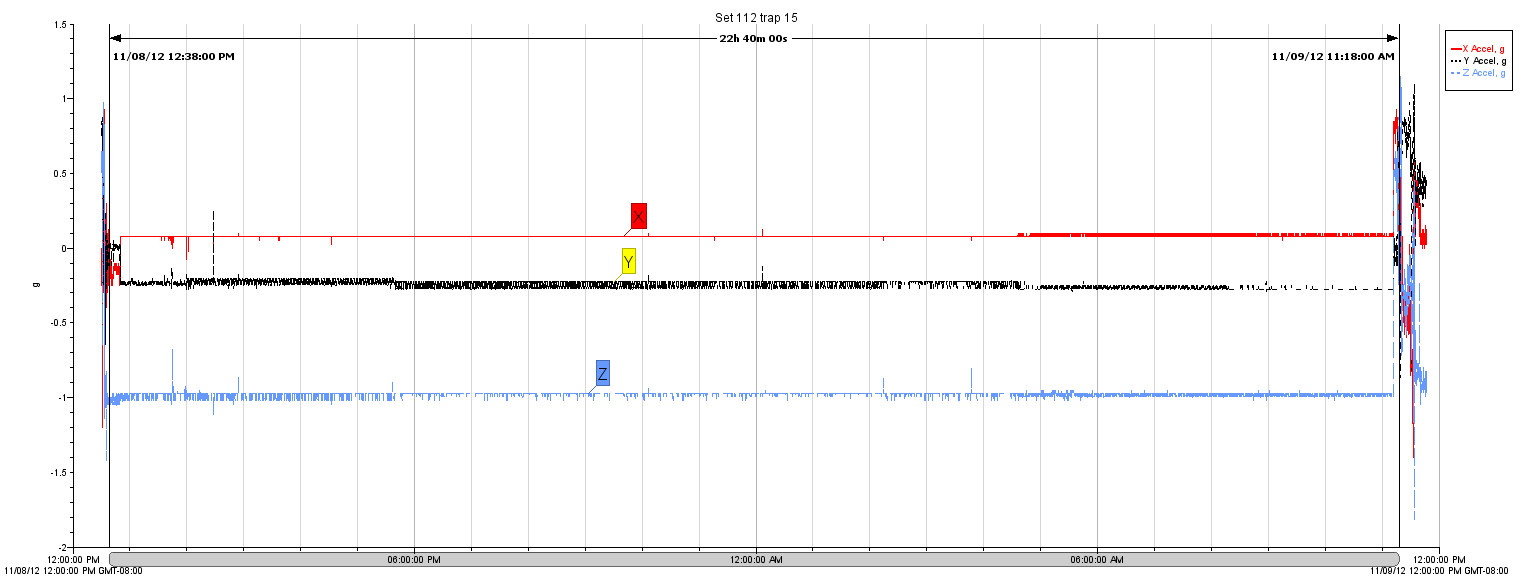 Set 112 trap 15
22h 40m 00s
11/08/12 12:38:00 PM
11/09/12 11:18:00 AM
X Accel, g
Y Accel, g
Z Accel, g
1.5
1
0.5
0
-0.5
-1
-1.5
-2
g
X
Y
Z
12:00:00 PM
06:00:00 PM
12:00:00 AM
06:00:00 AM
12:00:00 PM
11/08/12 12:00:00 PM GMT-08:00
11/09/12 12:00:00 PM GMT-08:00